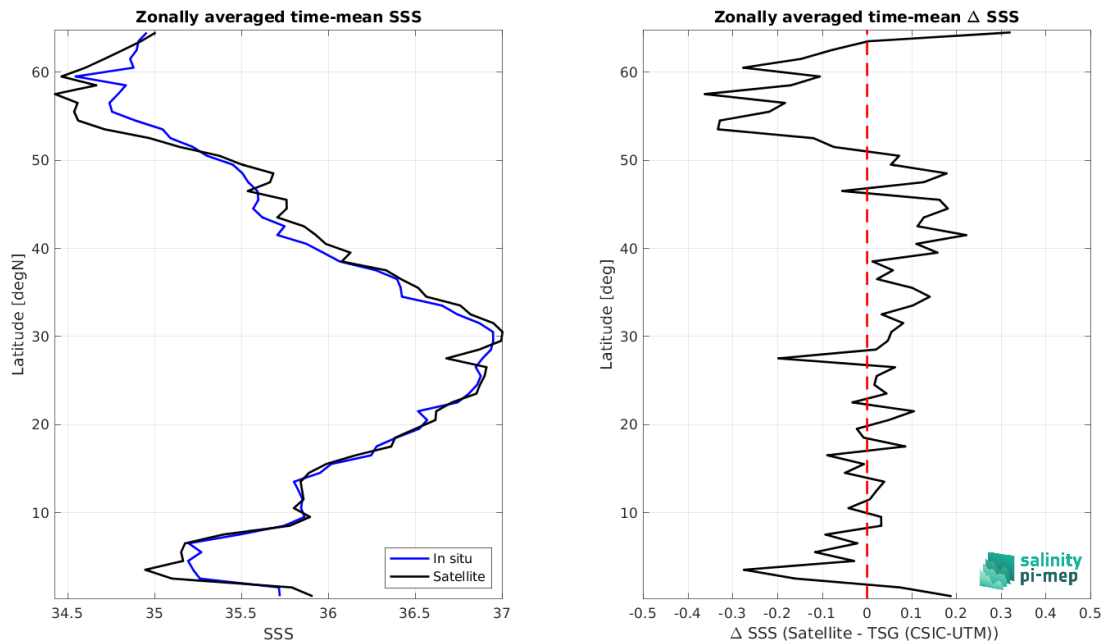 Zonally averaged time-mean SSS
60
50
40
30
20
10
Latitude [degN]
34.5 35 35.5 36 36.5 37
SSS
In situ
Satellite
Zonally averaged time-mean Δ SSS
60
50
40
30
20
10
Latitude [deg]
-0.5 -0.4 -0.3 -0.2 -0.1 0 0.1 0.2 0.3 0.4 0.5
Δ SSS (Satellite - TSG (CSIC-UTM))
salinity
pi-mep